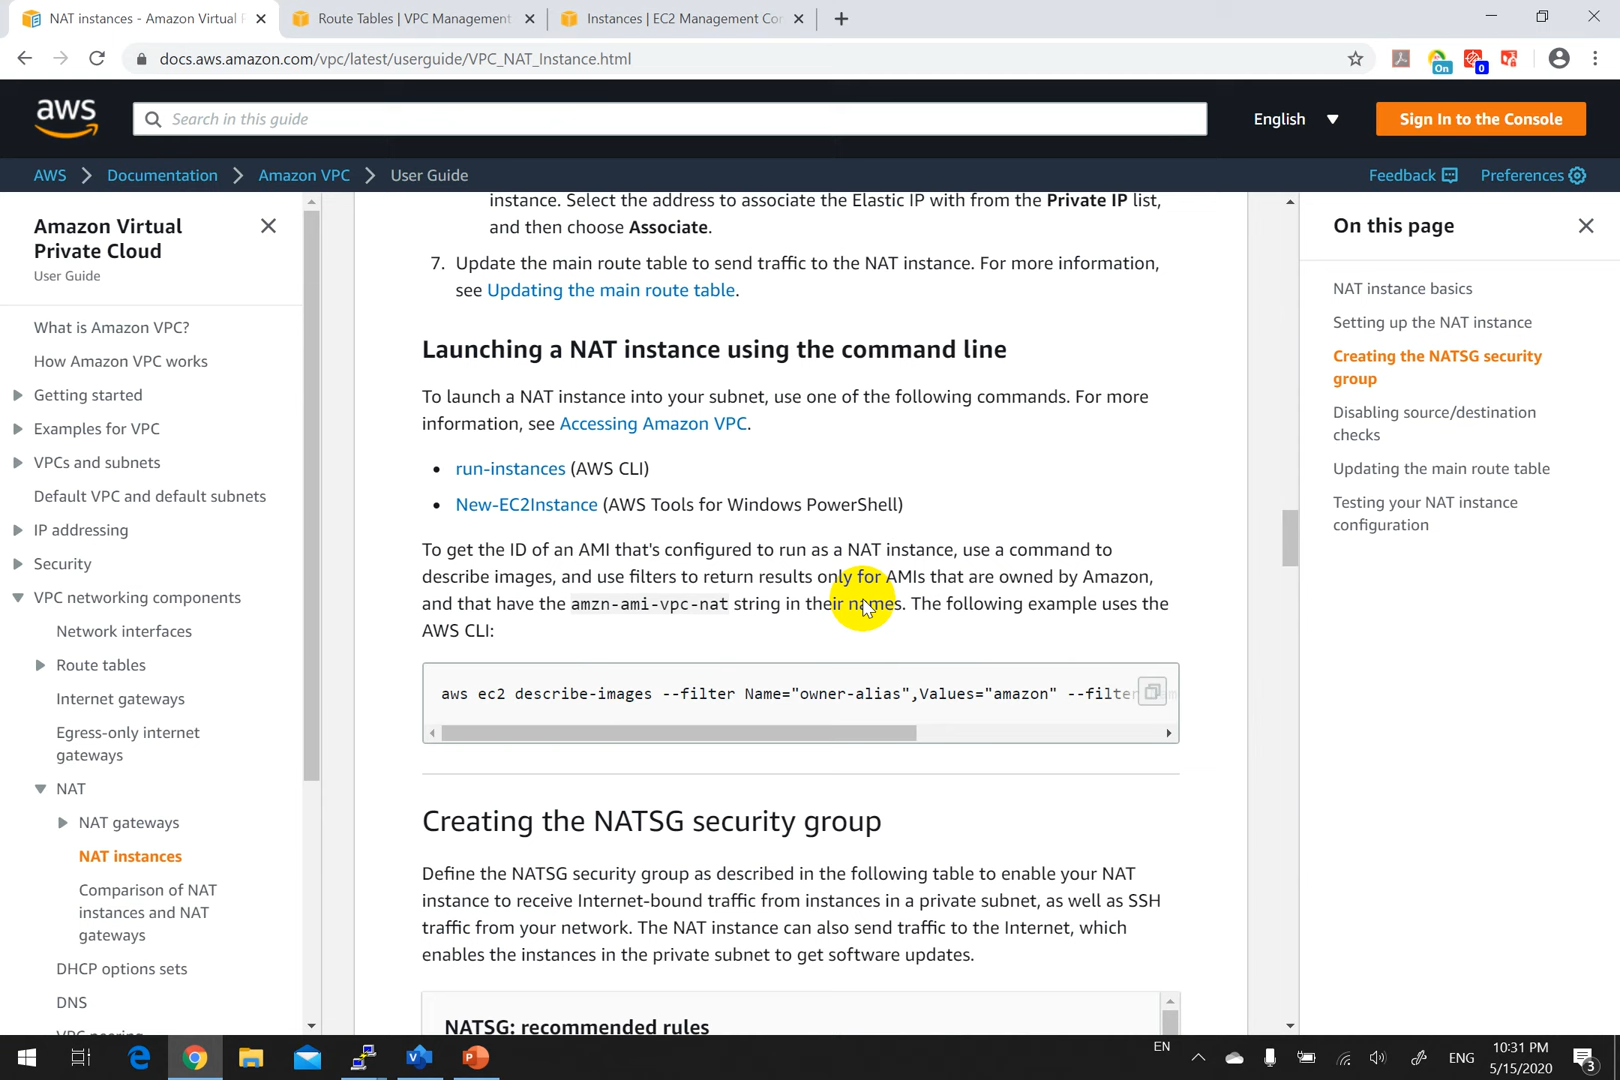 NAT instances - Amazon Virtual P
Route Tables | VPC Management
Instances | EC2 Management Con
docs.aws.amazon.com/vpc/latest/userguide/VPC_NAT_Instance.html
On
0
aws
Search in this guide
English
Sign In to the Console
AWS
Documentation
Amazon VPC
User Guide
Feedback
Preferences
Amazon Virtual
Private Cloud
User Guide
What is Amazon VPC?
How Amazon VPC works
Getting started
Examples for VPC
VPCs and subnets
Default VPC and default subnets
IP addressing
Security
VPC networking components
Network interfaces
Route tables
Internet gateways
Egress-only internet
gateways
NAT
NAT gateways
NAT instances
Comparison of NAT
instances and NAT
gateways
DHCP options sets
DNS
VPC peering
instance. Select the address to associate the Elastic IP with from the Private IP list,
and then choose Associate.
7. Update the main route table to send traffic to the NAT instance. For more information,
see Updating the main route table.
Launching a NAT instance using the command line
To launch a NAT instance into your subnet, use one of the following commands. For more
information, see Accessing Amazon VPC.
• run-instances (AWS CLI)
• New-EC2Instance (AWS Tools for Windows PowerShell)
To get the ID of an AMI that's configured to run as a NAT instance, use a command to
describe images, and use filters to return results only for AMIs that are owned by Amazon,
and that have the amzn-ami-vpc-nat string in their names. The following example uses the
AWS CLI:
aws ec2 describe-images --filter Name="owner-alias",Values="amazon" --filter
Creating the NATSG security group
Define the NATSG security group as described in the following table to enable your NAT
instance to receive Internet-bound traffic from instances in a private subnet, as well as SSH
traffic from your network. The NAT instance can also send traffic to the Internet, which
enables the instances in the private subnet to get software updates.
NATSG: recommended rules
On this page
NAT instance basics
Setting up the NAT instance
Creating the NATSG security
group
Disabling source/destination
checks
Updating the main route table
Testing your NAT instance
configuration
EN
ENG
10:31 PM
5/15/2020
3